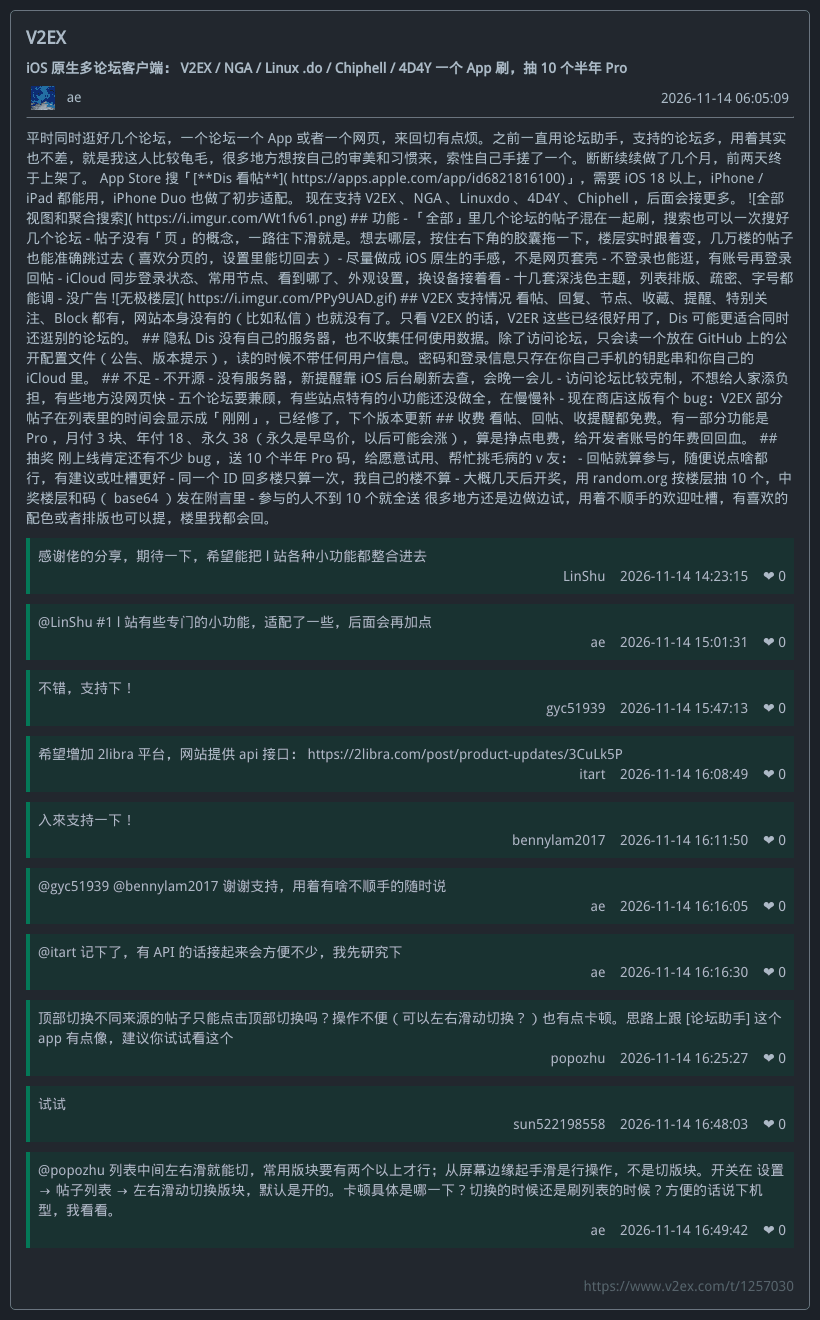 V2EX
iOS 原生多论坛客户端： V2EX / NGA / Linux .do / Chiphell / 4D4Y 一个 App 刷，抽 10 个半年 Pro
ae 2026-11-14 06:05:09
平时同时逛好几个论坛，一个论坛一个 App 或者一个网页，来回切有点烦。之前一直用论坛助手，支持的论坛多，用着其实
也不差，就是我这人比较龟毛，很多地方想按自己的审美和习惯来，索性自己手搓了一个。断断续续做了几个月，前两天终
于上架了。 App Store 搜「[**Dis 看帖**]( https://apps.apple.com/app/id6821816100)」，需要 iOS 18 以上，iPhone /
iPad 都能用，iPhone Duo 也做了初步适配。 现在支持 V2EX 、NGA 、Linuxdo 、4D4Y 、Chiphell ，后面会接更多。 ![全部
视图和聚合搜索]( https://i.imgur.com/Wt1fv61.png) ## 功能 - 「全部」里几个论坛的帖子混在一起刷，搜索也可以一次搜好
几个论坛 - 帖子没有「页」的概念，一路往下滑就是。想去哪层，按住右下角的胶囊拖一下，楼层实时跟着变，几万楼的帖子
也能准确跳过去（喜欢分页的，设置里能切回去） - 尽量做成 iOS 原生的手感，不是网页套壳 - 不登录也能逛，有账号再登录
回帖 - iCloud 同步登录状态、常用节点、看到哪了、外观设置，换设备接着看 - 十几套深浅色主题，列表排版、疏密、字号都
能调 - 没广告 ![无极楼层]( https://i.imgur.com/PPy9UAD.gif) ## V2EX 支持情况 看帖、回复、节点、收藏、提醒、特别关
注、Block 都有，网站本身没有的（比如私信）也就没有了。只看 V2EX 的话，V2ER 这些已经很好用了，Dis 可能更适合同时
还逛别的论坛的。 ## 隐私 Dis 没有自己的服务器，也不收集任何使用数据。除了访问论坛，只会读一个放在 GitHub 上的公
开配置文件（公告、版本提示），读的时候不带任何用户信息。密码和登录信息只存在你自己手机的钥匙串和你自己的
iCloud 里。 ## 不足 - 不开源 - 没有服务器，新提醒靠 iOS 后台刷新去查，会晚一会儿 - 访问论坛比较克制，不想给人家添负
担，有些地方没网页快 - 五个论坛要兼顾，有些站点特有的小功能还没做全，在慢慢补 - 现在商店这版有个 bug：V2EX 部分
帖子在列表里的时间会显示成「刚刚」，已经修了，下个版本更新 ## 收费 看帖、回帖、收提醒都免费。有一部分功能是
Pro ，月付 3 块、年付 18 、永久 38 （永久是早鸟价，以后可能会涨），算是挣点电费，给开发者账号的年费回回血。 ##
抽奖 刚上线肯定还有不少 bug ，送 10 个半年 Pro 码，给愿意试用、帮忙挑毛病的 v 友： - 回帖就算参与，随便说点啥都
行，有建议或吐槽更好 - 同一个 ID 回多楼只算一次，我自己的楼不算 - 大概几天后开奖，用 random.org 按楼层抽 10 个，中
奖楼层和码（ base64 ）发在附言里 - 参与的人不到 10 个就全送 很多地方还是边做边试，用着不顺手的欢迎吐槽，有喜欢的
配色或者排版也可以提，楼里我都会回。
感谢佬的分享，期待一下，希望能把 l 站各种小功能都整合进去
LinShu 2026-11-14 14:23:15 ❤ 0
@LinShu #1 l 站有些专门的小功能，适配了一些，后面会再加点
ae 2026-11-14 15:01:31 ❤ 0
不错，支持下！
gyc51939 2026-11-14 15:47:13 ❤ 0
希望增加 2libra 平台，网站提供 api 接口： https://2libra.com/post/product-updates/3CuLk5P
itart 2026-11-14 16:08:49 ❤ 0
入來支持一下！
bennylam2017 2026-11-14 16:11:50 ❤ 0
@gyc51939 @bennylam2017 谢谢支持，用着有啥不顺手的随时说
ae 2026-11-14 16:16:05 ❤ 0
@itart 记下了，有 API 的话接起来会方便不少，我先研究下
ae 2026-11-14 16:16:30 ❤ 0
顶部切换不同来源的帖子只能点击顶部切换吗？操作不便（可以左右滑动切换？）也有点卡顿。思路上跟 [论坛助手] 这个
app 有点像，建议你试试看这个
popozhu 2026-11-14 16:25:27 ❤ 0
试试
sun522198558 2026-11-14 16:48:03 ❤ 0
@popozhu 列表中间左右滑就能切，常用版块要有两个以上才行；从屏幕边缘起手滑是行操作，不是切版块。开关在 设置
→ 帖子列表 → 左右滑动切换版块，默认是开的。卡顿具体是哪一下？切换的时候还是刷列表的时候？方便的话说下机
型，我看看。
ae 2026-11-14 16:49:42 ❤ 0
https://www.v2ex.com/t/1257030